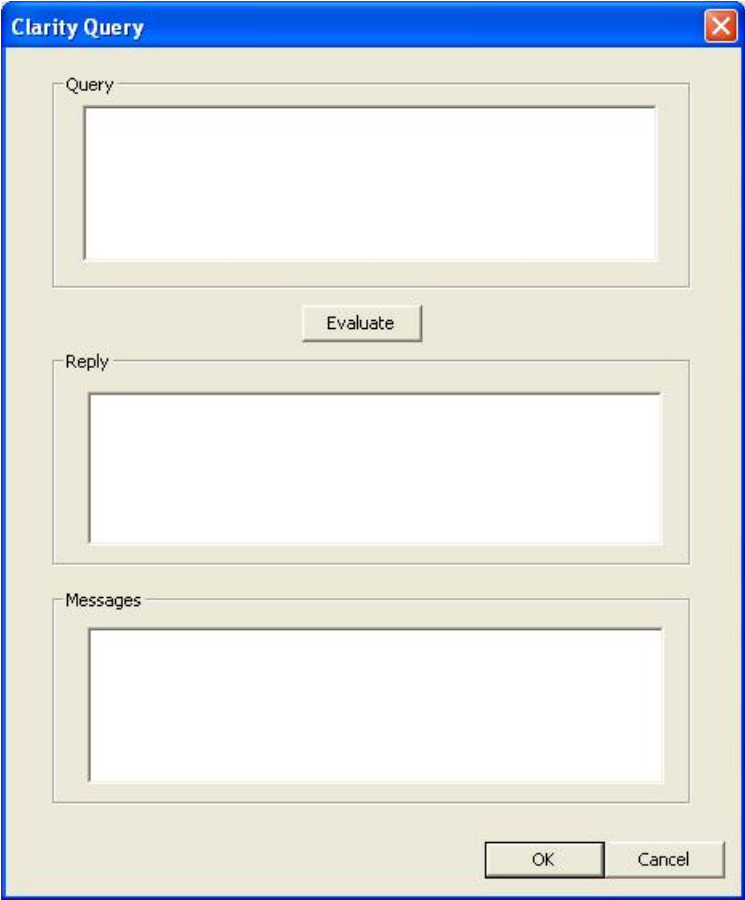 Clarity Query
Query
Evaluate
Reply
Messages
OK
Cancel